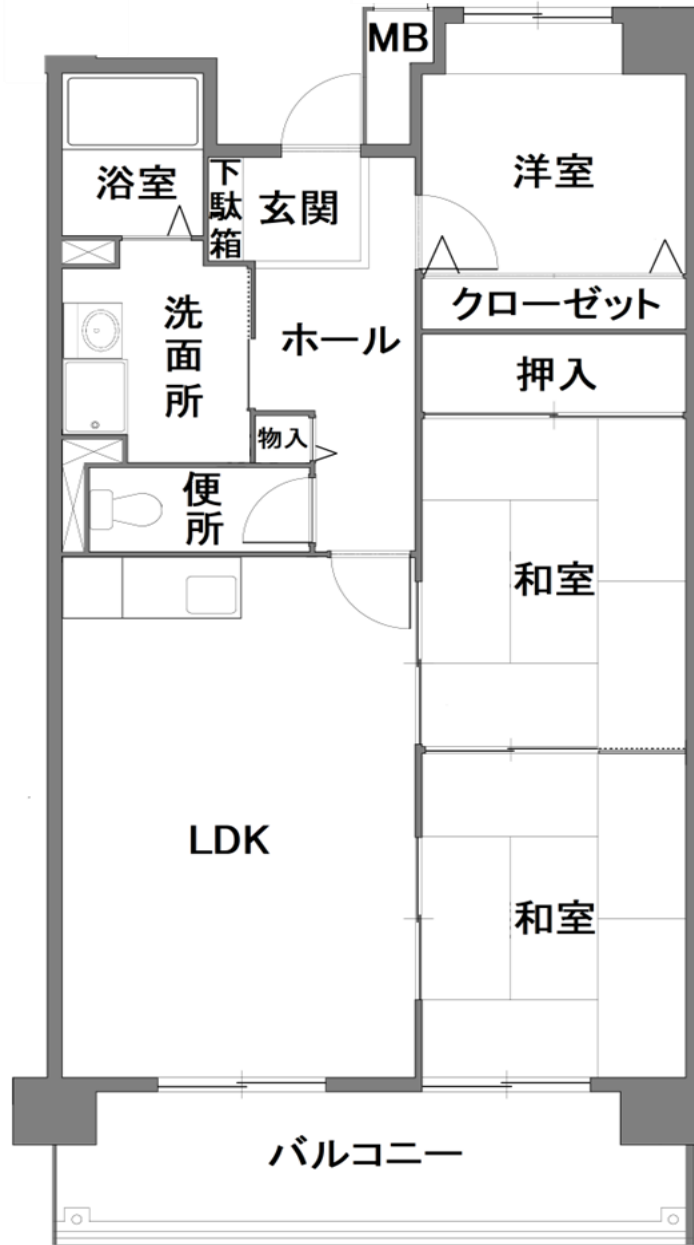 MB
浴室
下駄箱
玄関
洋室
クローゼット
洗面所
ホール
押入
物入
便所
和室
LDK
和室
バルコニー